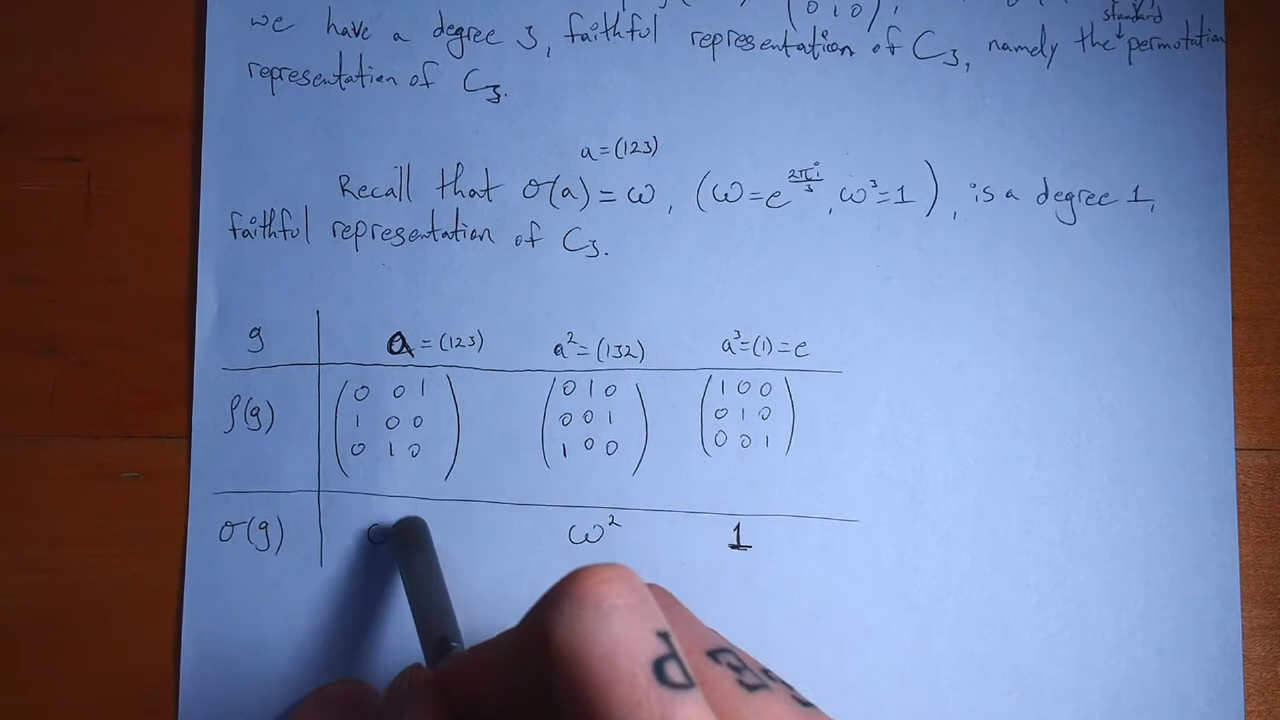 (0 1 0),
we have a degree 3, faithful representation of C₃, namely the standard permutation
representation of C₃.
a=(123)
Recall that σ(a)=ω, (ω=e^{2πi/3}, ω³=1), is a degree 1,
faithful representation of C₃.
g a=(123) a²=(132) a³=(1)=e
ρ(g)
0 0 1 0 1 0 1 0 0
1 0 0 0 0 1 0 1 0
0 1 0 1 0 0 0 0 1
σ(g) ω² 1